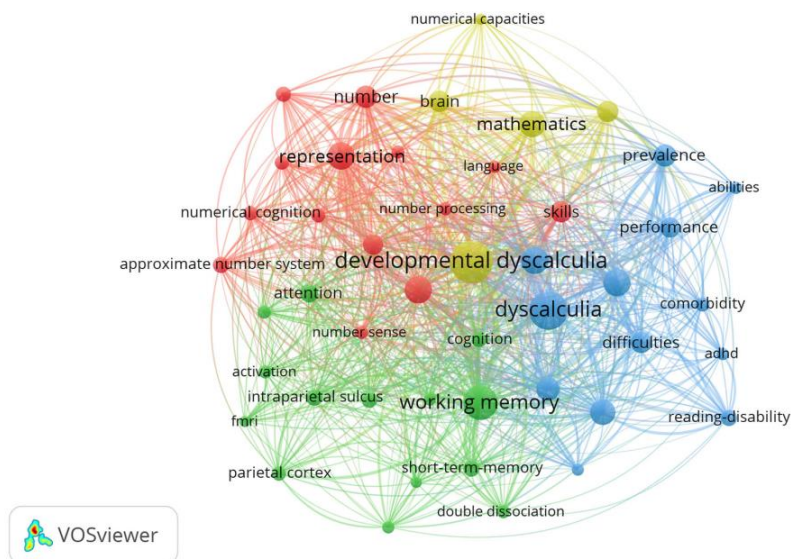 numerical capacities
number
brain
mathematics
representation
prevalence
language
abilities
numerical cognition
number processing
skills
performance
approximate number system
developmental dyscalculia
attention
dyscalculia
comorbidity
number sense
cognition
difficulties
adhd
activation
intraparietal sulcus
working memory
fmri
reading-disability
parietal cortex
short-term-memory
double dissociation
VOSviewer